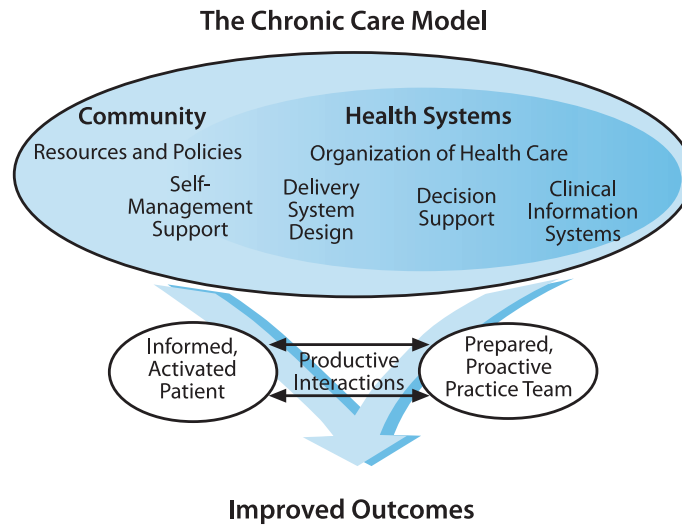 The Chronic Care Model
Community
Health Systems
Resources and Policies
Organization of Health Care
Self-
Management
Support
Delivery
System
Design
Decision
Support
Clinical
Information
Systems
Informed,
Activated
Patient
Productive
Interactions
Prepared,
Proactive
Practice Team
Improved Outcomes